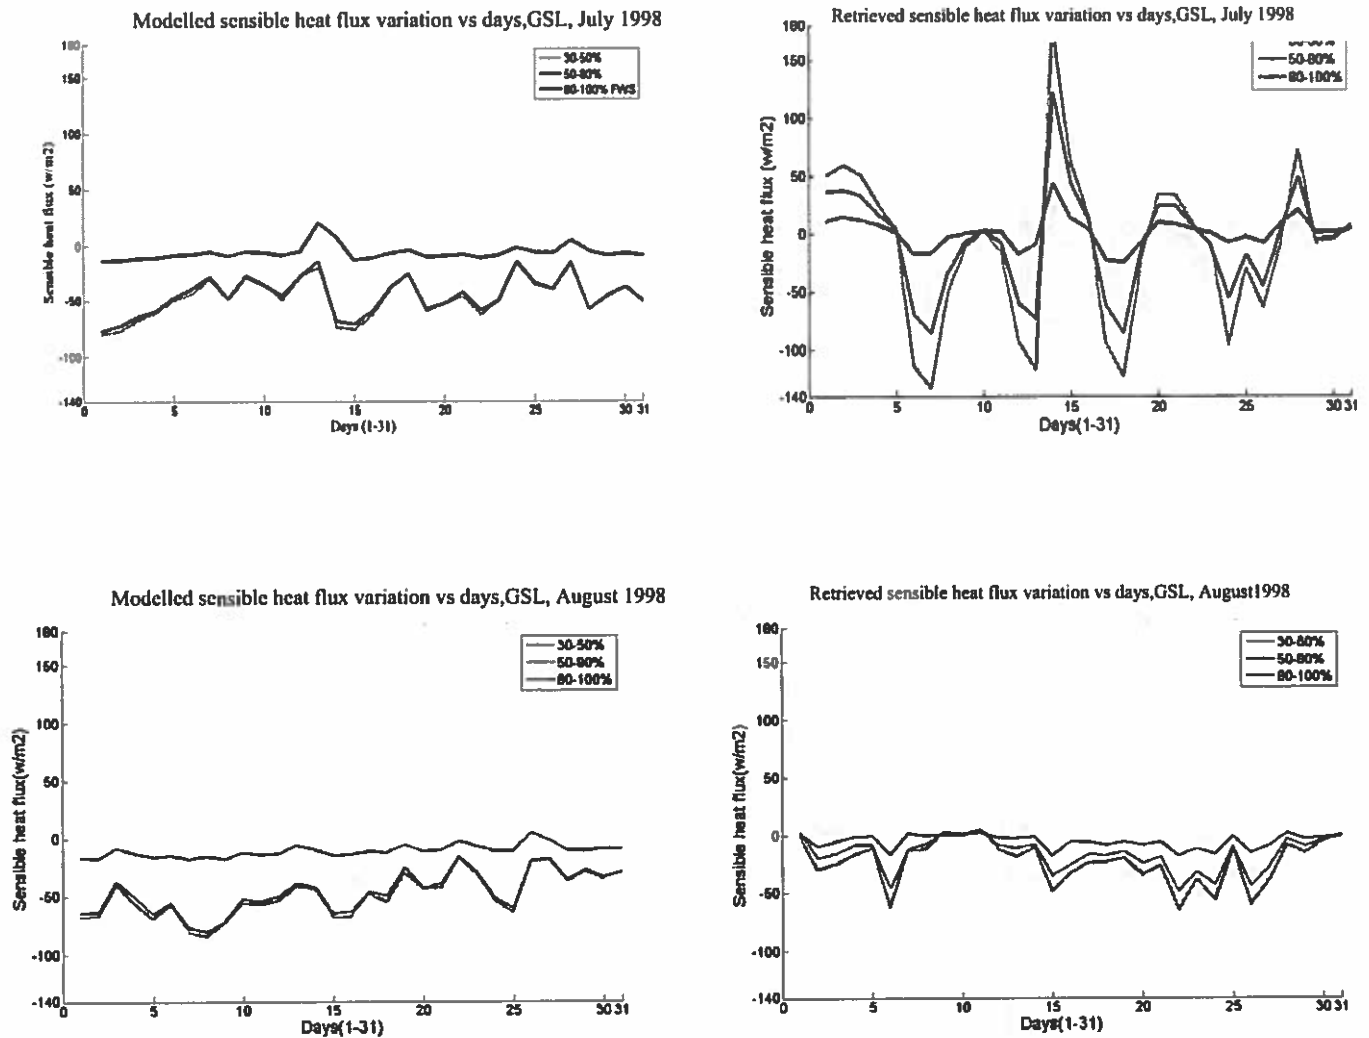 Modelled sensible heat flux variation vs days,GSL, July 1998
180
150
100
50
0
-50
-100
-140
Sensible heat flux (w/m2)
30-50%
50-80%
80-100% FWS
0 5 10 15 20 25 30 31
Days (1-31)
Retrieved sensible heat flux variation vs days,GSL, July 1998
180
150
100
50
0
-50
-100
-140
Sensible heat flux (w/m2)
50-80%
80-100%
0 5 10 15 20 25 30 31
Days(1-31)
Modelled sensible heat flux variation vs days,GSL, August 1998
180
150
100
50
0
-50
-100
-140
Sensible heat flux(w/m2)
30-50%
50-90%
80-100%
0 5 10 15 20 25 30 31
Days(1-31)
Retrieved sensible heat flux variation vs days,GSL, August1998
180
150
100
50
0
-50
-100
-140
Sensible heat flux(w/m2)
30-80%
50-80%
80-100%
0 5 10 15 20 25 30 31
Days(1-31)